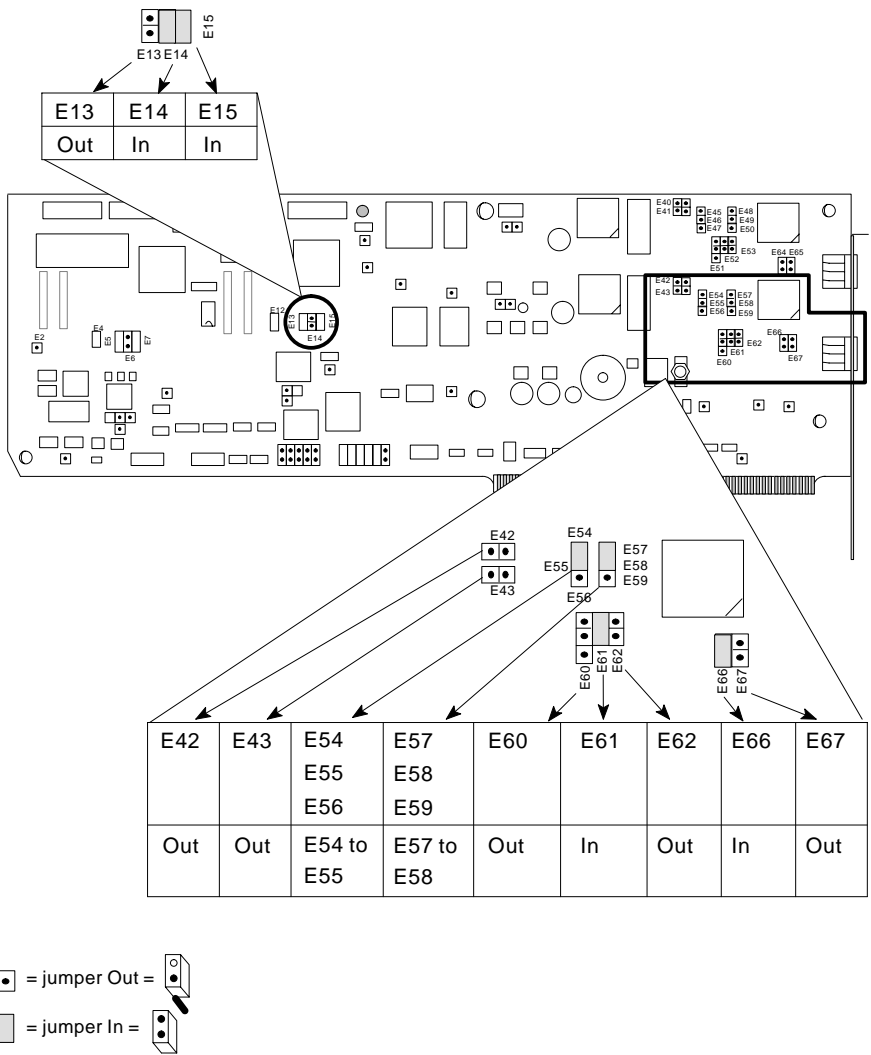 E15
E13 E14
E13 E14 E15
Out In In
E40
E41
E45
E46
E47
E48
E49
E50
E53
E52
E51
E64 E65
E42
E43
E54
E55
E56
E57
E58
E59
E62
E61
E60
E66
E67
E12
E13
E15
E14
E2
E4
E5
E7
E6
E42
E43
E54
E55
E56
E57
E58
E59
E60
E61
E62
E66
E67
E42 E43 E54 E57 E60 E61 E62 E66 E67
E55 E58
E56 E59
Out Out E54 to E57 to Out In Out In Out
E55 E58
= jumper Out =
= jumper In =